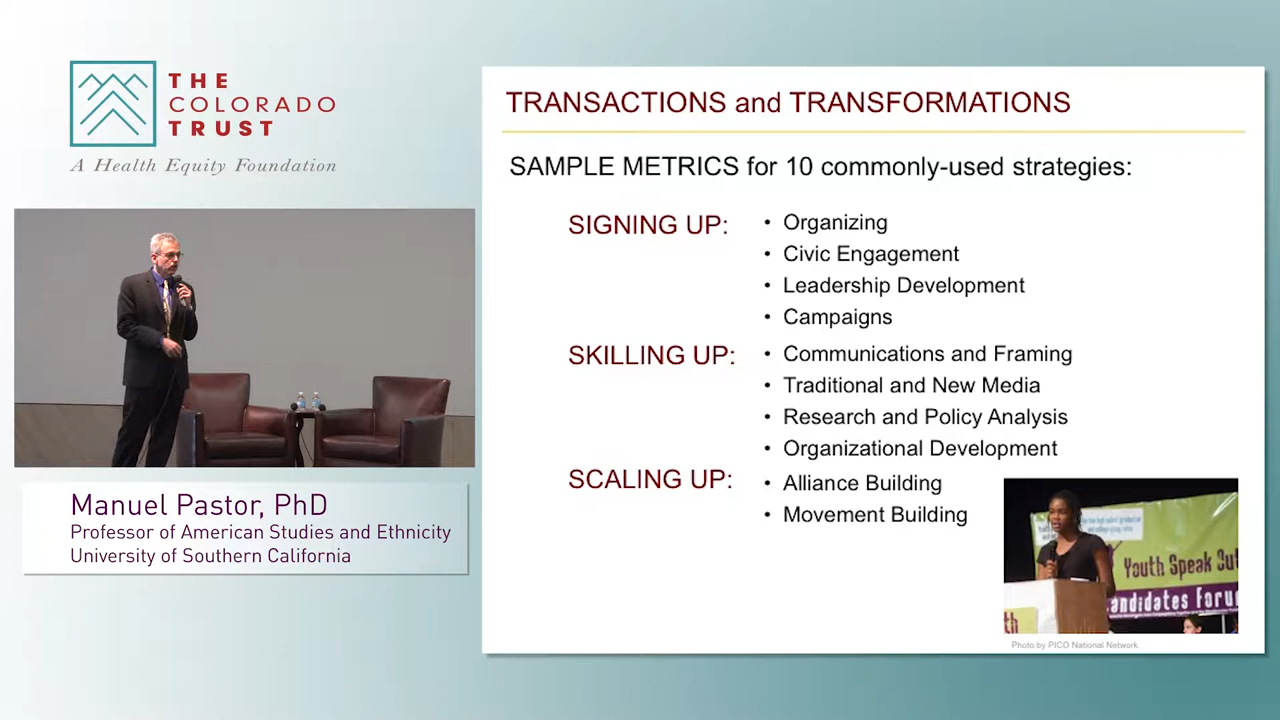 THE
COLORADO
TRUST
A Health Equity Foundation
Manuel Pastor, PhD
Professor of American Studies and Ethnicity
University of Southern California
TRANSACTIONS and TRANSFORMATIONS
SAMPLE METRICS for 10 commonly-used strategies:
SIGNING UP:
• Organizing
• Civic Engagement
• Leadership Development
• Campaigns
SKILLING UP:
• Communications and Framing
• Traditional and New Media
• Research and Policy Analysis
• Organizational Development
SCALING UP:
• Alliance Building
• Movement Building
Youth Speak Out
Candidates Foru
th
Photo by PICO National Network.